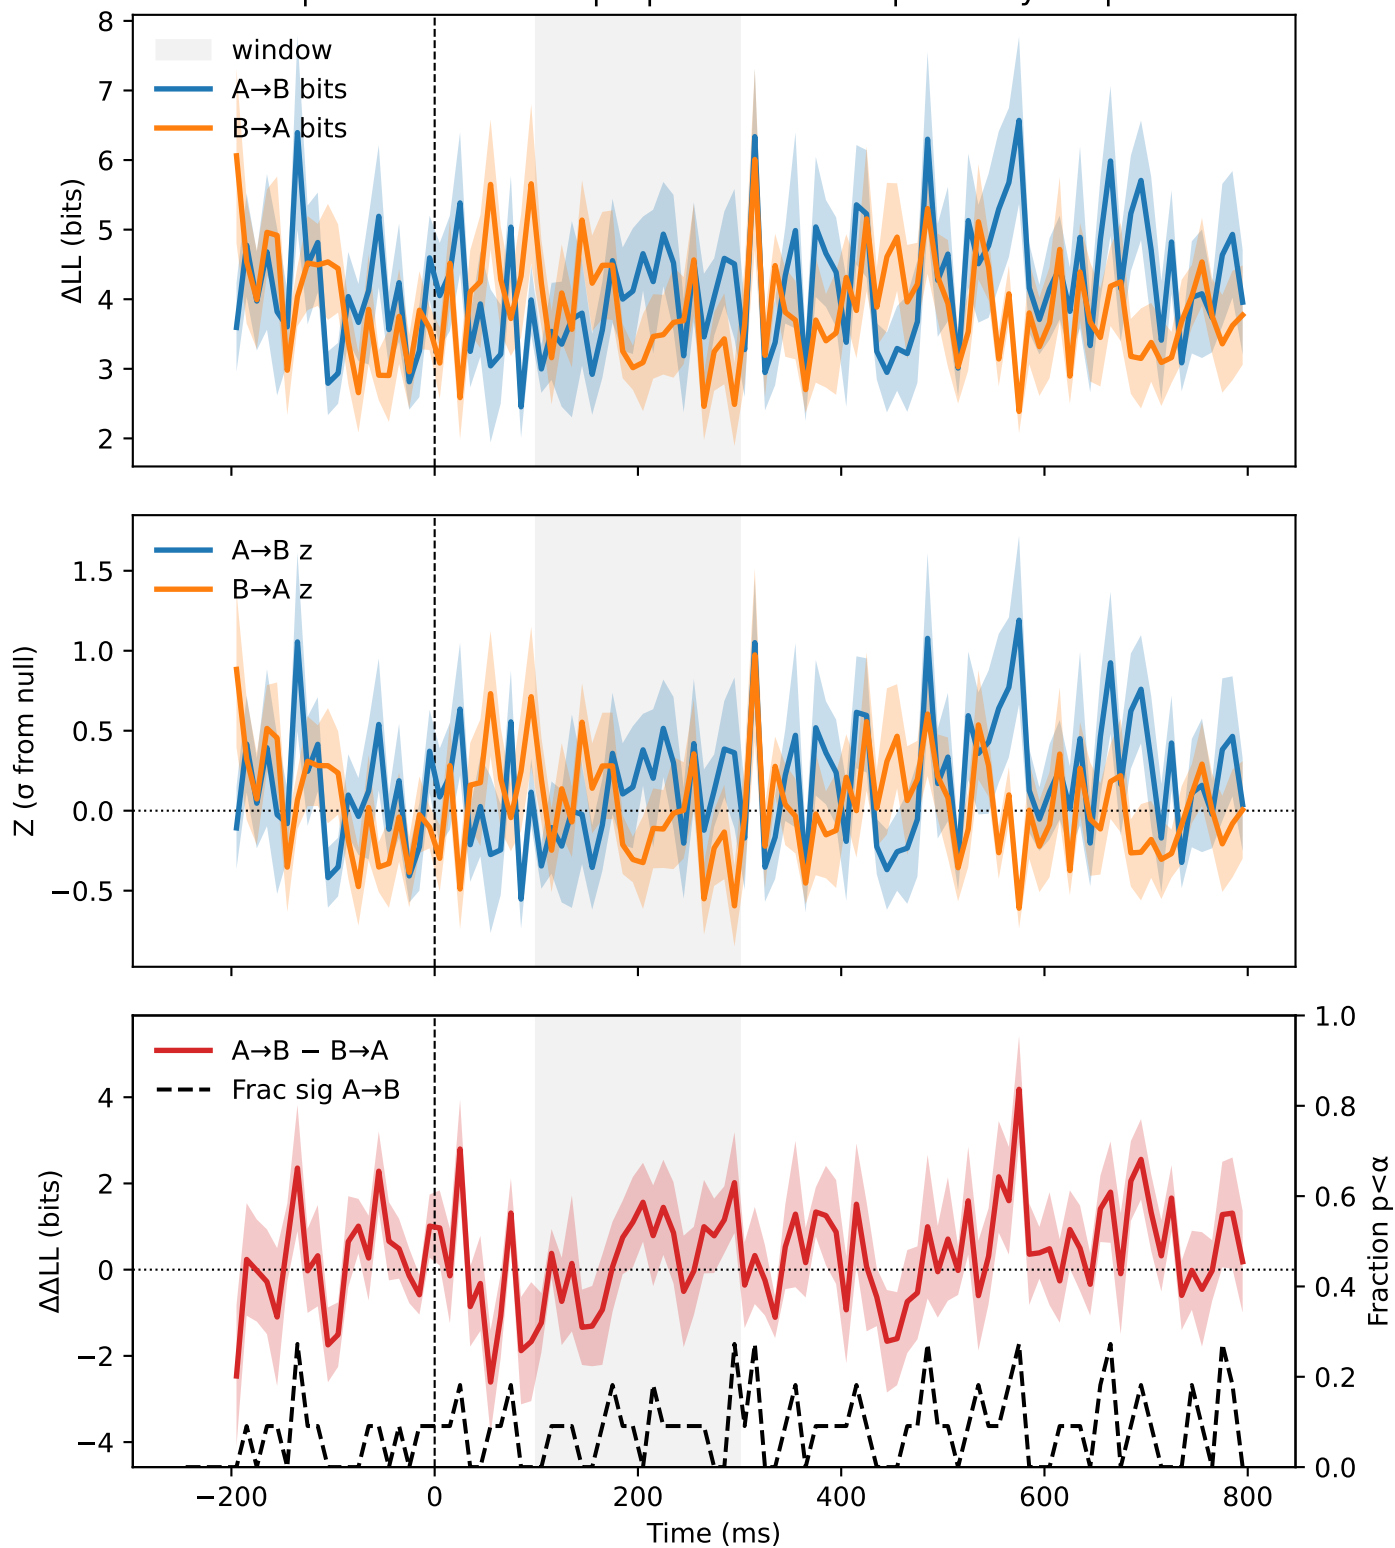 8
7
6
5
4
3
2
ΔLL (bits)
window
A→B bits
B→A bits
1.5
1.0
0.5
0.0
−0.5
Z (σ from null)
A→B z
B→A z
4
2
0
−2
−4
ΔΔLL (bits)
A→B − B→A
Frac sig A→B
1.0
0.8
0.6
0.4
0.2
0.0
Fraction p<α
−200
0
200
400
600
800
Time (ms)